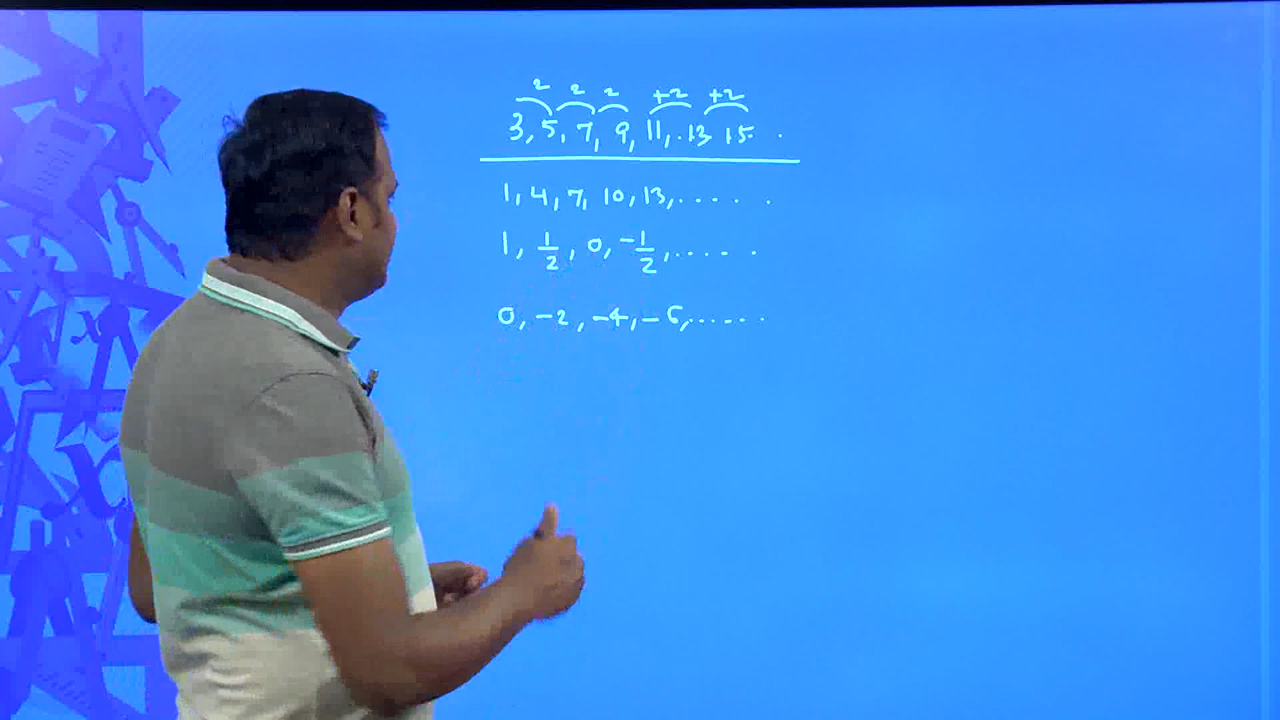 2 2 2 +2 +2
3, 5, 7, 9, 11, 13 15 .
1, 4, 7, 10, 13, ..... .
1, 1/2, 0, -1/2, ..... .
0, -2, -4, -6, ......